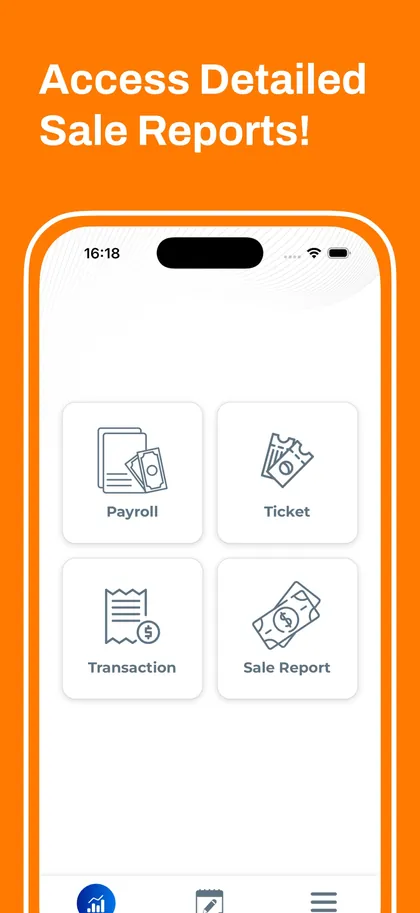 Access Detailed
Sale Reports!
16:18
Payroll
Ticket
Transaction
Sale Report